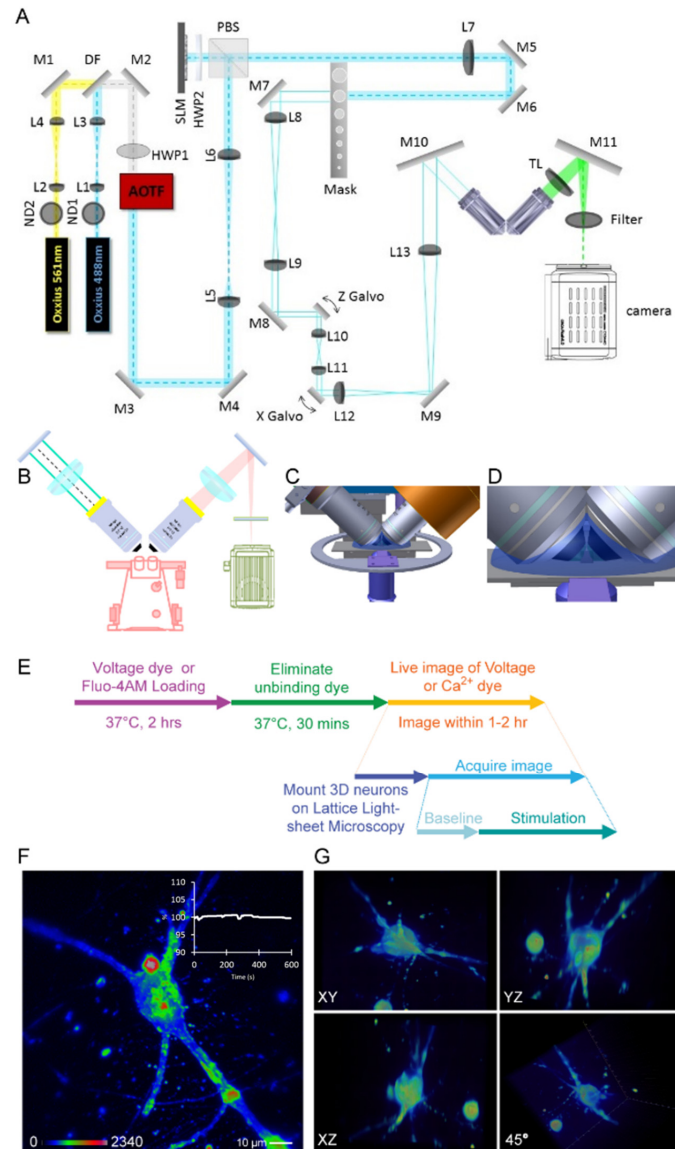 A
M1
DF
M2
L4
L3
HWP1
L2
L1
ND2
ND1
AOTF
Oxxius 561nm
Oxxius 488nm
M3
M4
L5
L6
SLM
HWP2
PBS
L7
M5
M6
M7
L8
Mask
L9
M8
Z Galvo
L10
L11
X Galvo
L12
M9
L13
M10
TL
M11
Filter
camera
B
C
D
E
Voltage dye or
Fluo-4AM Loading
37°C, 2 hrs
Eliminate
unbinding dye
37°C, 30 mins
Live image of Voltage
or Ca2+ dye
Image within 1-2 hr
Mount 3D neurons
on Lattice Light-
sheet Microscopy
Acquire image
Baseline
Stimulation
F
110
105
100
95
90
0 200 400 600
Time (s)
0 2340
10 µm
G
XY
YZ
XZ
45°